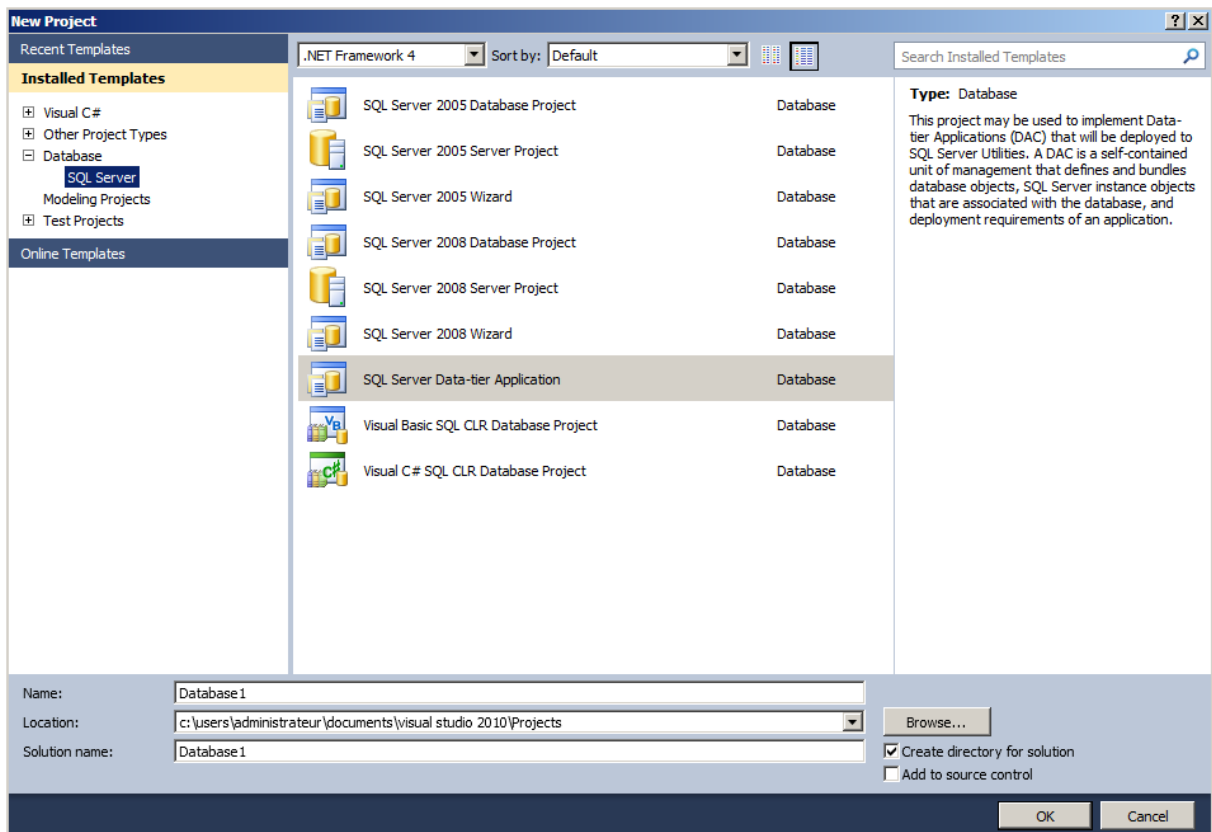 New Project
Recent Templates
Installed Templates
Visual C#
Other Project Types
Database
SQL Server
Modeling Projects
Test Projects
Online Templates
.NET Framework 4
Sort by: Default
SQL Server 2005 Database Project Database
SQL Server 2005 Server Project Database
SQL Server 2005 Wizard Database
SQL Server 2008 Database Project Database
SQL Server 2008 Server Project Database
SQL Server 2008 Wizard Database
SQL Server Data-tier Application Database
Visual Basic SQL CLR Database Project Database
Visual C# SQL CLR Database Project Database
Search Installed Templates
Type: Database
This project may be used to implement Data-
tier Applications (DAC) that will be deployed to
SQL Server Utilities. A DAC is a self-contained
unit of management that defines and bundles
database objects, SQL Server instance objects
that are associated with the database, and
deployment requirements of an application.
Name: Database1
Location: c:\users\administrateur\documents\visual studio 2010\Projects
Browse...
Solution name: Database1
Create directory for solution
Add to source control
OK
Cancel